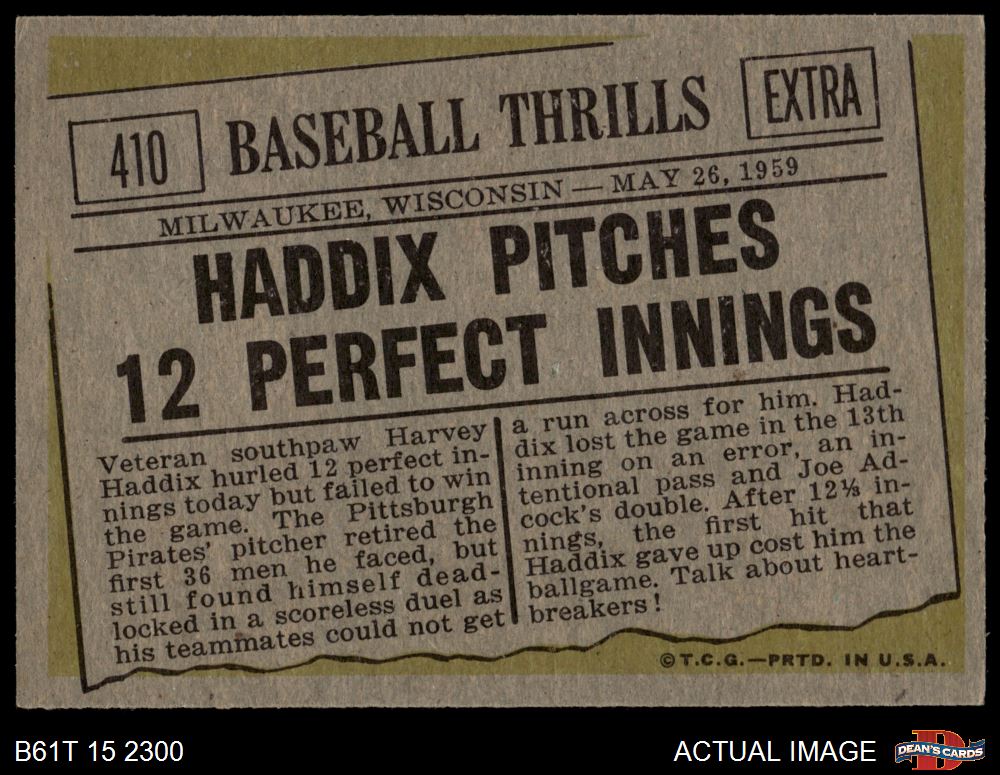 410
BASEBALL THRILLS
EXTRA
MILWAUKEE, WISCONSIN — MAY 26, 1959
HADDIX PITCHES
12 PERFECT INNINGS
Veteran southpaw Harvey
Haddix hurled 12 perfect in-
nings today but failed to win
the game. The Pittsburgh
Pirates' pitcher retired the
first 36 men he faced, but
still found himself dead-
locked in a scoreless duel as
his teammates could not get
a run across for him. Had-
dix lost the game in the 13th
inning on an error, an in-
tentional pass and Joe Ad-
cock's double. After 12⅓ in-
nings, the first hit that
Haddix gave up cost him the
ballgame. Talk about heart-
breakers!
© T.C.G.—PRTD. IN U.S.A.
B61T 15 2300
ACTUAL IMAGE
DEAN'S CARDS